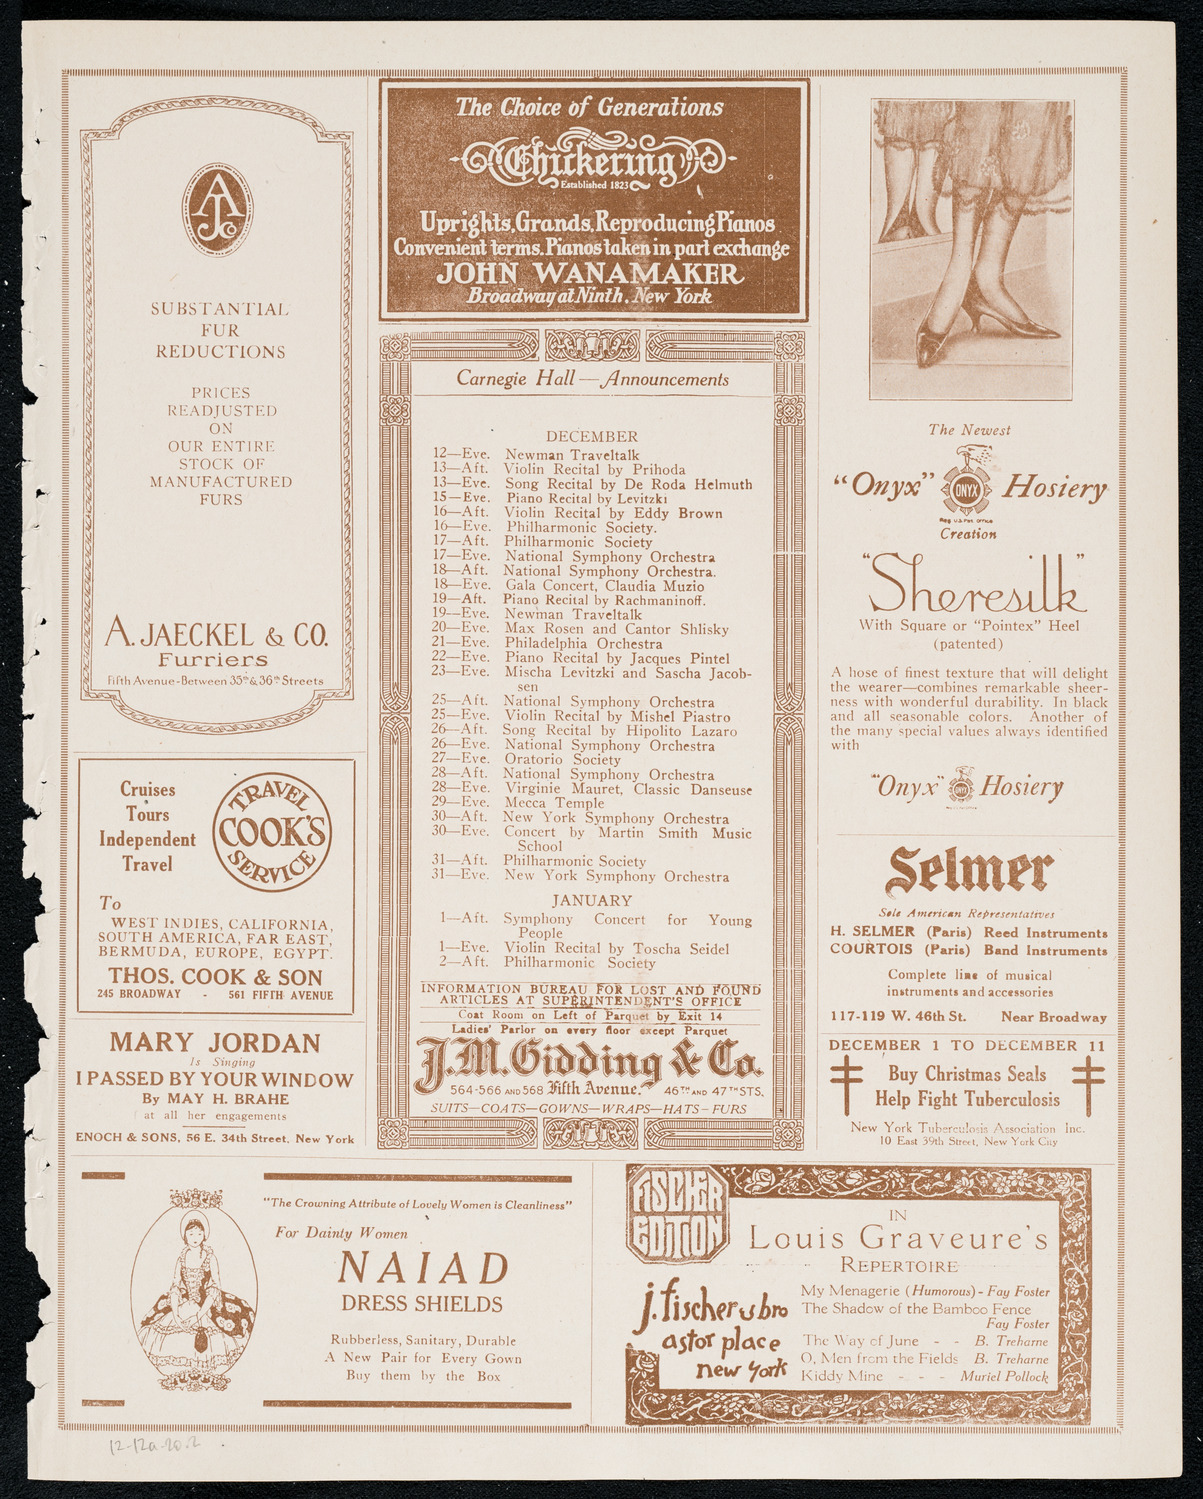 AJCo
SUBSTANTIAL
FUR
REDUCTIONS
PRICES
READJUSTED
ON
OUR ENTIRE
STOCK OF
MANUFACTURED
FURS
A. JAECKEL & CO.
Furriers
Fifth Avenue - Between 35th & 36th Streets
Cruises
Tours
Independent
Travel
TRAVEL
COOK'S
SERVICE
To
WEST INDIES, CALIFORNIA,
SOUTH AMERICA, FAR EAST,
BERMUDA, EUROPE, EGYPT.
THOS. COOK & SON
245 BROADWAY - 561 FIFTH AVENUE
MARY JORDAN
Is Singing
I PASSED BY YOUR WINDOW
By MAY H. BRAHE
at all her engagements
ENOCH & SONS, 56 E. 34th Street, New York
The Choice of Generations
Chickering
Established 1823
Uprights, Grands, Reproducing Pianos
Convenient terms. Pianos taken in part exchange
JOHN WANAMAKER
Broadway at Ninth, New York
Carnegie Hall — Announcements
DECEMBER
12—Eve. Newman Traveltalk
13—Aft. Violin Recital by Prihoda
13—Eve. Song Recital by De Roda Helmuth
15—Eve. Piano Recital by Levitzki
16—Aft. Violin Recital by Eddy Brown
16—Eve. Philharmonic Society.
17—Aft. Philharmonic Society
17—Eve. National Symphony Orchestra
18—Aft. National Symphony Orchestra.
18—Eve. Gala Concert, Claudia Muzio
19—Aft. Piano Recital by Rachmaninoff.
19—Eve. Newman Traveltalk
20—Eve. Max Rosen and Cantor Shlisky
21—Eve. Philadelphia Orchestra
22—Eve. Piano Recital by Jacques Pintel
23—Eve. Mischa Levitzki and Sascha Jacob-
sen
25—Aft. National Symphony Orchestra
25—Eve. Violin Recital by Mishel Piastro
26—Aft. Song Recital by Hipolito Lazaro
26—Eve. National Symphony Orchestra
27—Eve. Oratorio Society
28—Aft. National Symphony Orchestra
28—Eve. Virginie Mauret, Classic Danseuse
29—Eve. Mecca Temple
30—Aft. New York Symphony Orchestra
30—Eve. Concert by Martin Smith Music
School
31—Aft. Philharmonic Society
31—Eve. New York Symphony Orchestra
JANUARY
1—Aft. Symphony Concert for Young
People
1—Eve. Violin Recital by Toscha Seidel
2—Aft. Philharmonic Society
INFORMATION BUREAU FOR LOST AND FOUND
ARTICLES AT SUPERINTENDENT'S OFFICE
Coat Room on Left of Parquet by Exit 14
Ladies' Parlor on every floor except Parquet
J.M. Gidding & Co.
564-566 AND 568 Fifth Avenue. 46TH AND 47TH STS.
SUITS—COATS—GOWNS—WRAPS—HATS—FURS
The Newest
"Onyx" ONYX Hosiery
Reg. U.S. Pat. Office
Creation
"Sheresilk"
With Square or "Pointex" Heel
(patented)
A hose of finest texture that will delight
the wearer—combines remarkable sheer-
ness with wonderful durability. In black
and all seasonable colors. Another of
the many special values always identified
with
"Onyx" ONYX Hosiery
Selmer
Sole American Representatives
H. SELMER (Paris) Reed Instruments
COURTOIS (Paris) Band Instruments
Complete line of musical
instruments and accessories
117-119 W. 46th St. Near Broadway
DECEMBER 1 TO DECEMBER 11
Buy Christmas Seals
Help Fight Tuberculosis
New York Tuberculosis Association Inc.
10 East 39th Street, New York City
"The Crowning Attribute of Lovely Women is Cleanliness"
For Dainty Women
NAIAD
DRESS SHIELDS
Rubberless, Sanitary, Durable
A New Pair for Every Gown
Buy them by the Box
FISCHER
EDITION
j. fischer & bro
astor place
new york
IN
Louis Graveure's
REPERTOIRE
My Menagerie (Humorous) - Fay Foster
The Shadow of the Bamboo Fence
Fay Foster
The Way of June - - B. Treharne
O, Men from the Fields B. Treharne
Kiddy Mine - - - Muriel Pollock
12-12a-20.2